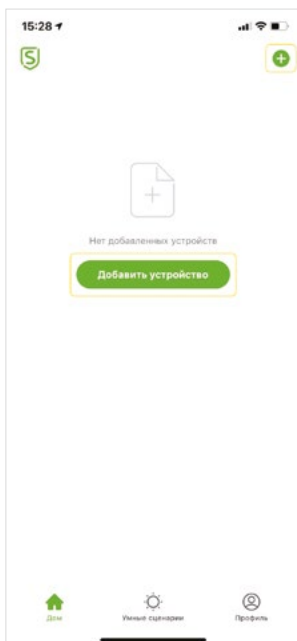 15:28
S
Нет добавленных устройств
Добавить устройство
Дом
Умные сценарии
Профиль